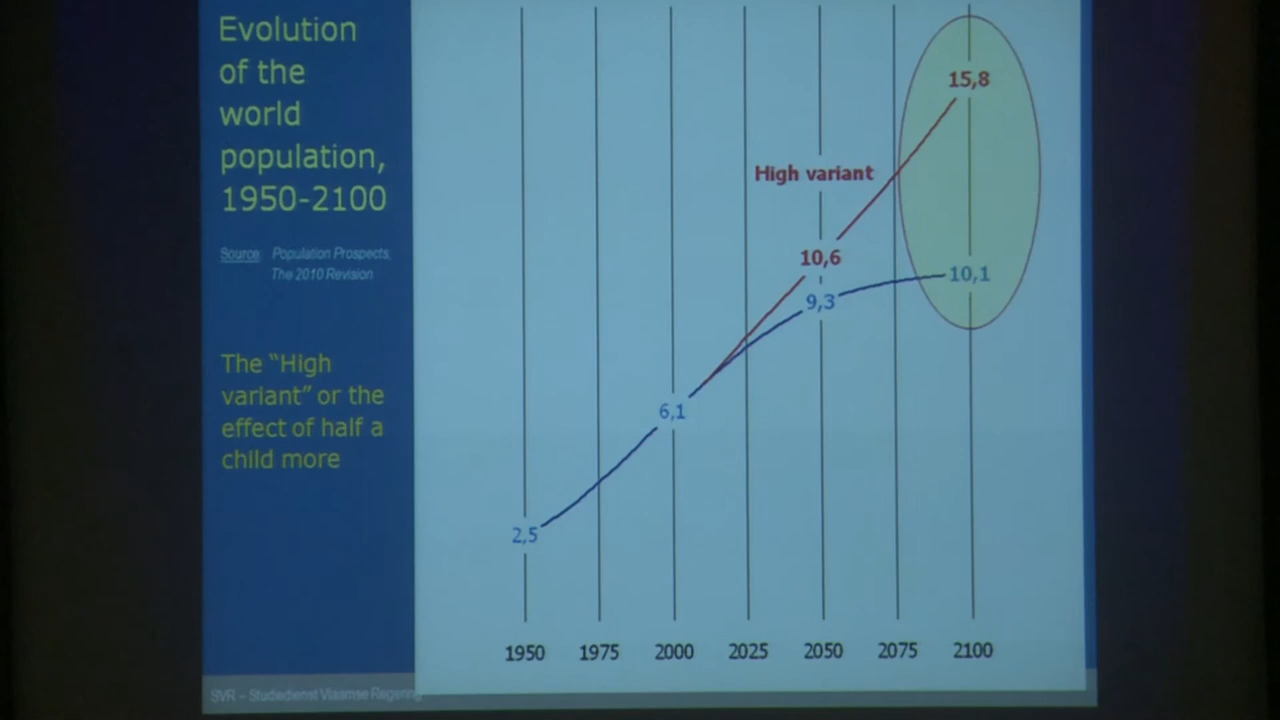 Evolution
of the
world
population,
1950-2100
Source: Population Prospects,
The 2010 Revision
The “High
variant” or the
effect of half a
child more
15,8
High variant
10,6
10,1
9,3
6,1
2,5
1950 1975 2000 2025 2050 2075 2100
SVR – Studiedienst Vlaamse Regering